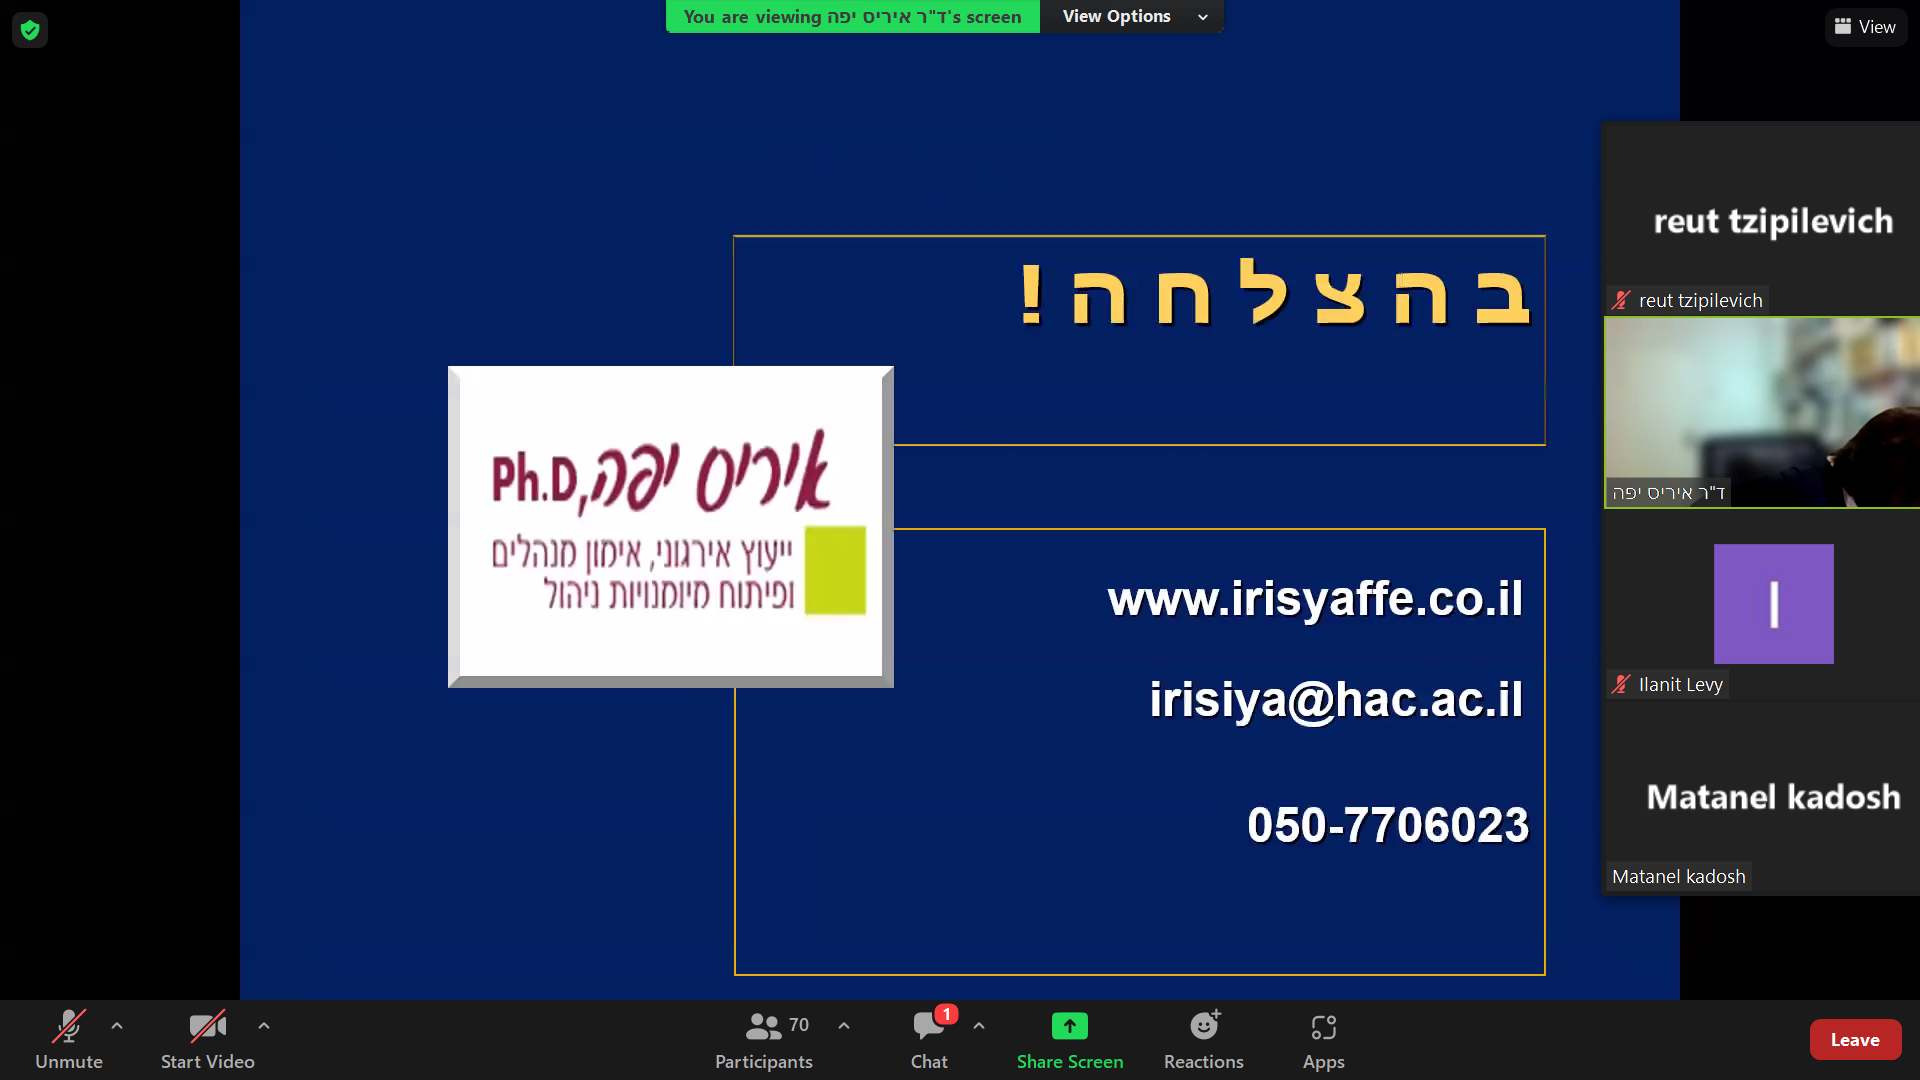 You are viewing ד"ר איריס יפה's screen
View Options
View
בהצלחה!
איריס יפה, Ph.D
ייעוץ אירגוני, אימון מנהלים
ופיתוח מיומנויות ניהול
www.irisyaffe.co.il
irisiya@hac.ac.il
050-7706023
reut tzipilevich
reut tzipilevich
ד"ר איריס יפה
I
Ilanit Levy
Matanel kadosh
Matanel kadosh
Unmute
Start Video
70
Participants
1
Chat
Share Screen
Reactions
Apps
Leave